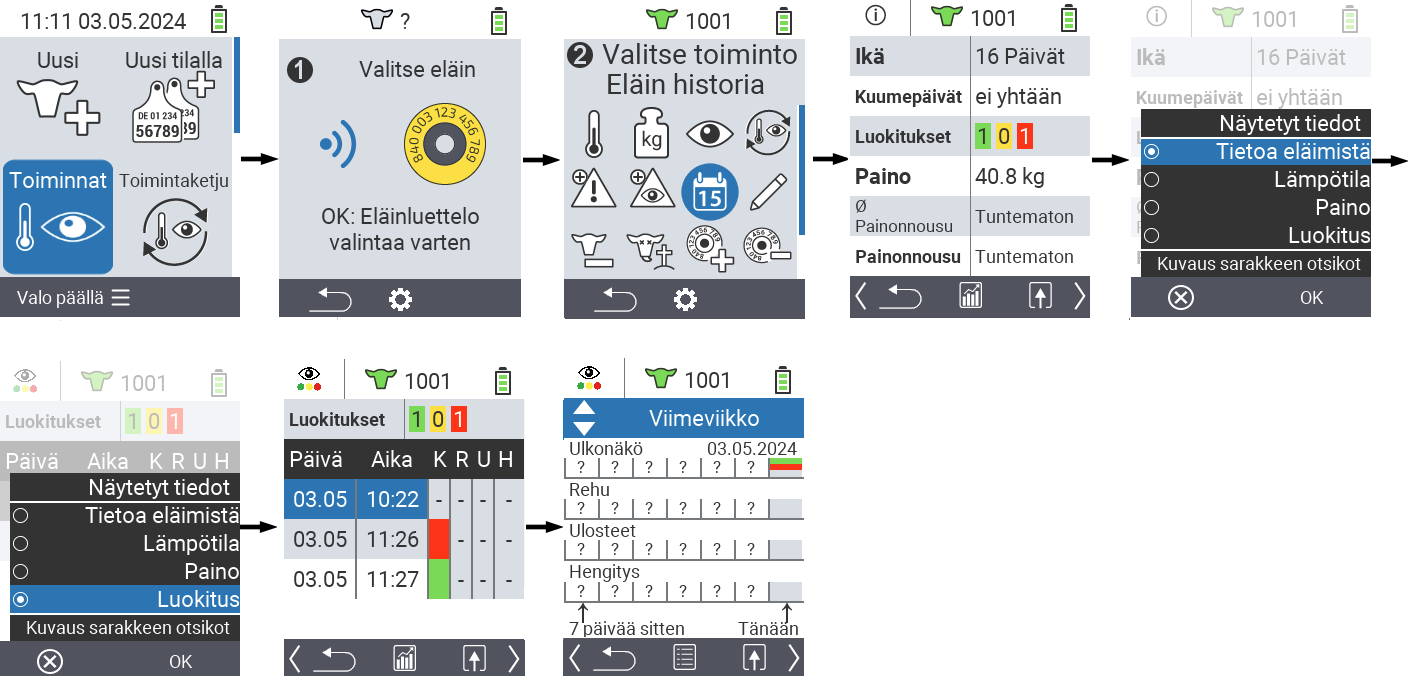 11:11 03.05.2024
Uusi
Uusi tilalla
DE 01 234
56789
234
89
Toiminnat
Toimintaketju
Valo päällä
?
1
Valitse eläin
840 003 123 456 789
OK: Eläinluettelo
valintaa varten
1001
2 Valitse toiminto
Eläin historia
kg
15
1001
Ikä 16 Päivät
Kuumepäivät ei yhtään
Luokitukset 1 0 1
Paino 40.8 kg
Ø
Painonnousu Tuntematon
Painonnousu Tuntematon
1001
Ikä 16 Päivät
Kuumepäivät ei yhtään
Näytetyt tiedot
Tietoa eläimistä
Lämpötila
Paino
Luokitus
Kuvaus sarakkeen otsikot
OK
1001
Luokitukset 1 0 1
Päivä Aika K R U H
Näytetyt tiedot
Tietoa eläimistä
Lämpötila
Paino
Luokitus
Kuvaus sarakkeen otsikot
OK
1001
Luokitukset 1 0 1
Päivä Aika K R U H
03.05 10:22 - - - -
03.05 11:26 - - -
03.05 11:27 - - -
1001
Viimeviikko
Ulkonäkö 03.05.2024
? ? ? ? ? ?
Rehu
? ? ? ? ? ?
Ulosteet
? ? ? ? ? ?
Hengitys
? ? ? ? ? ?
7 päivää sitten Tänään